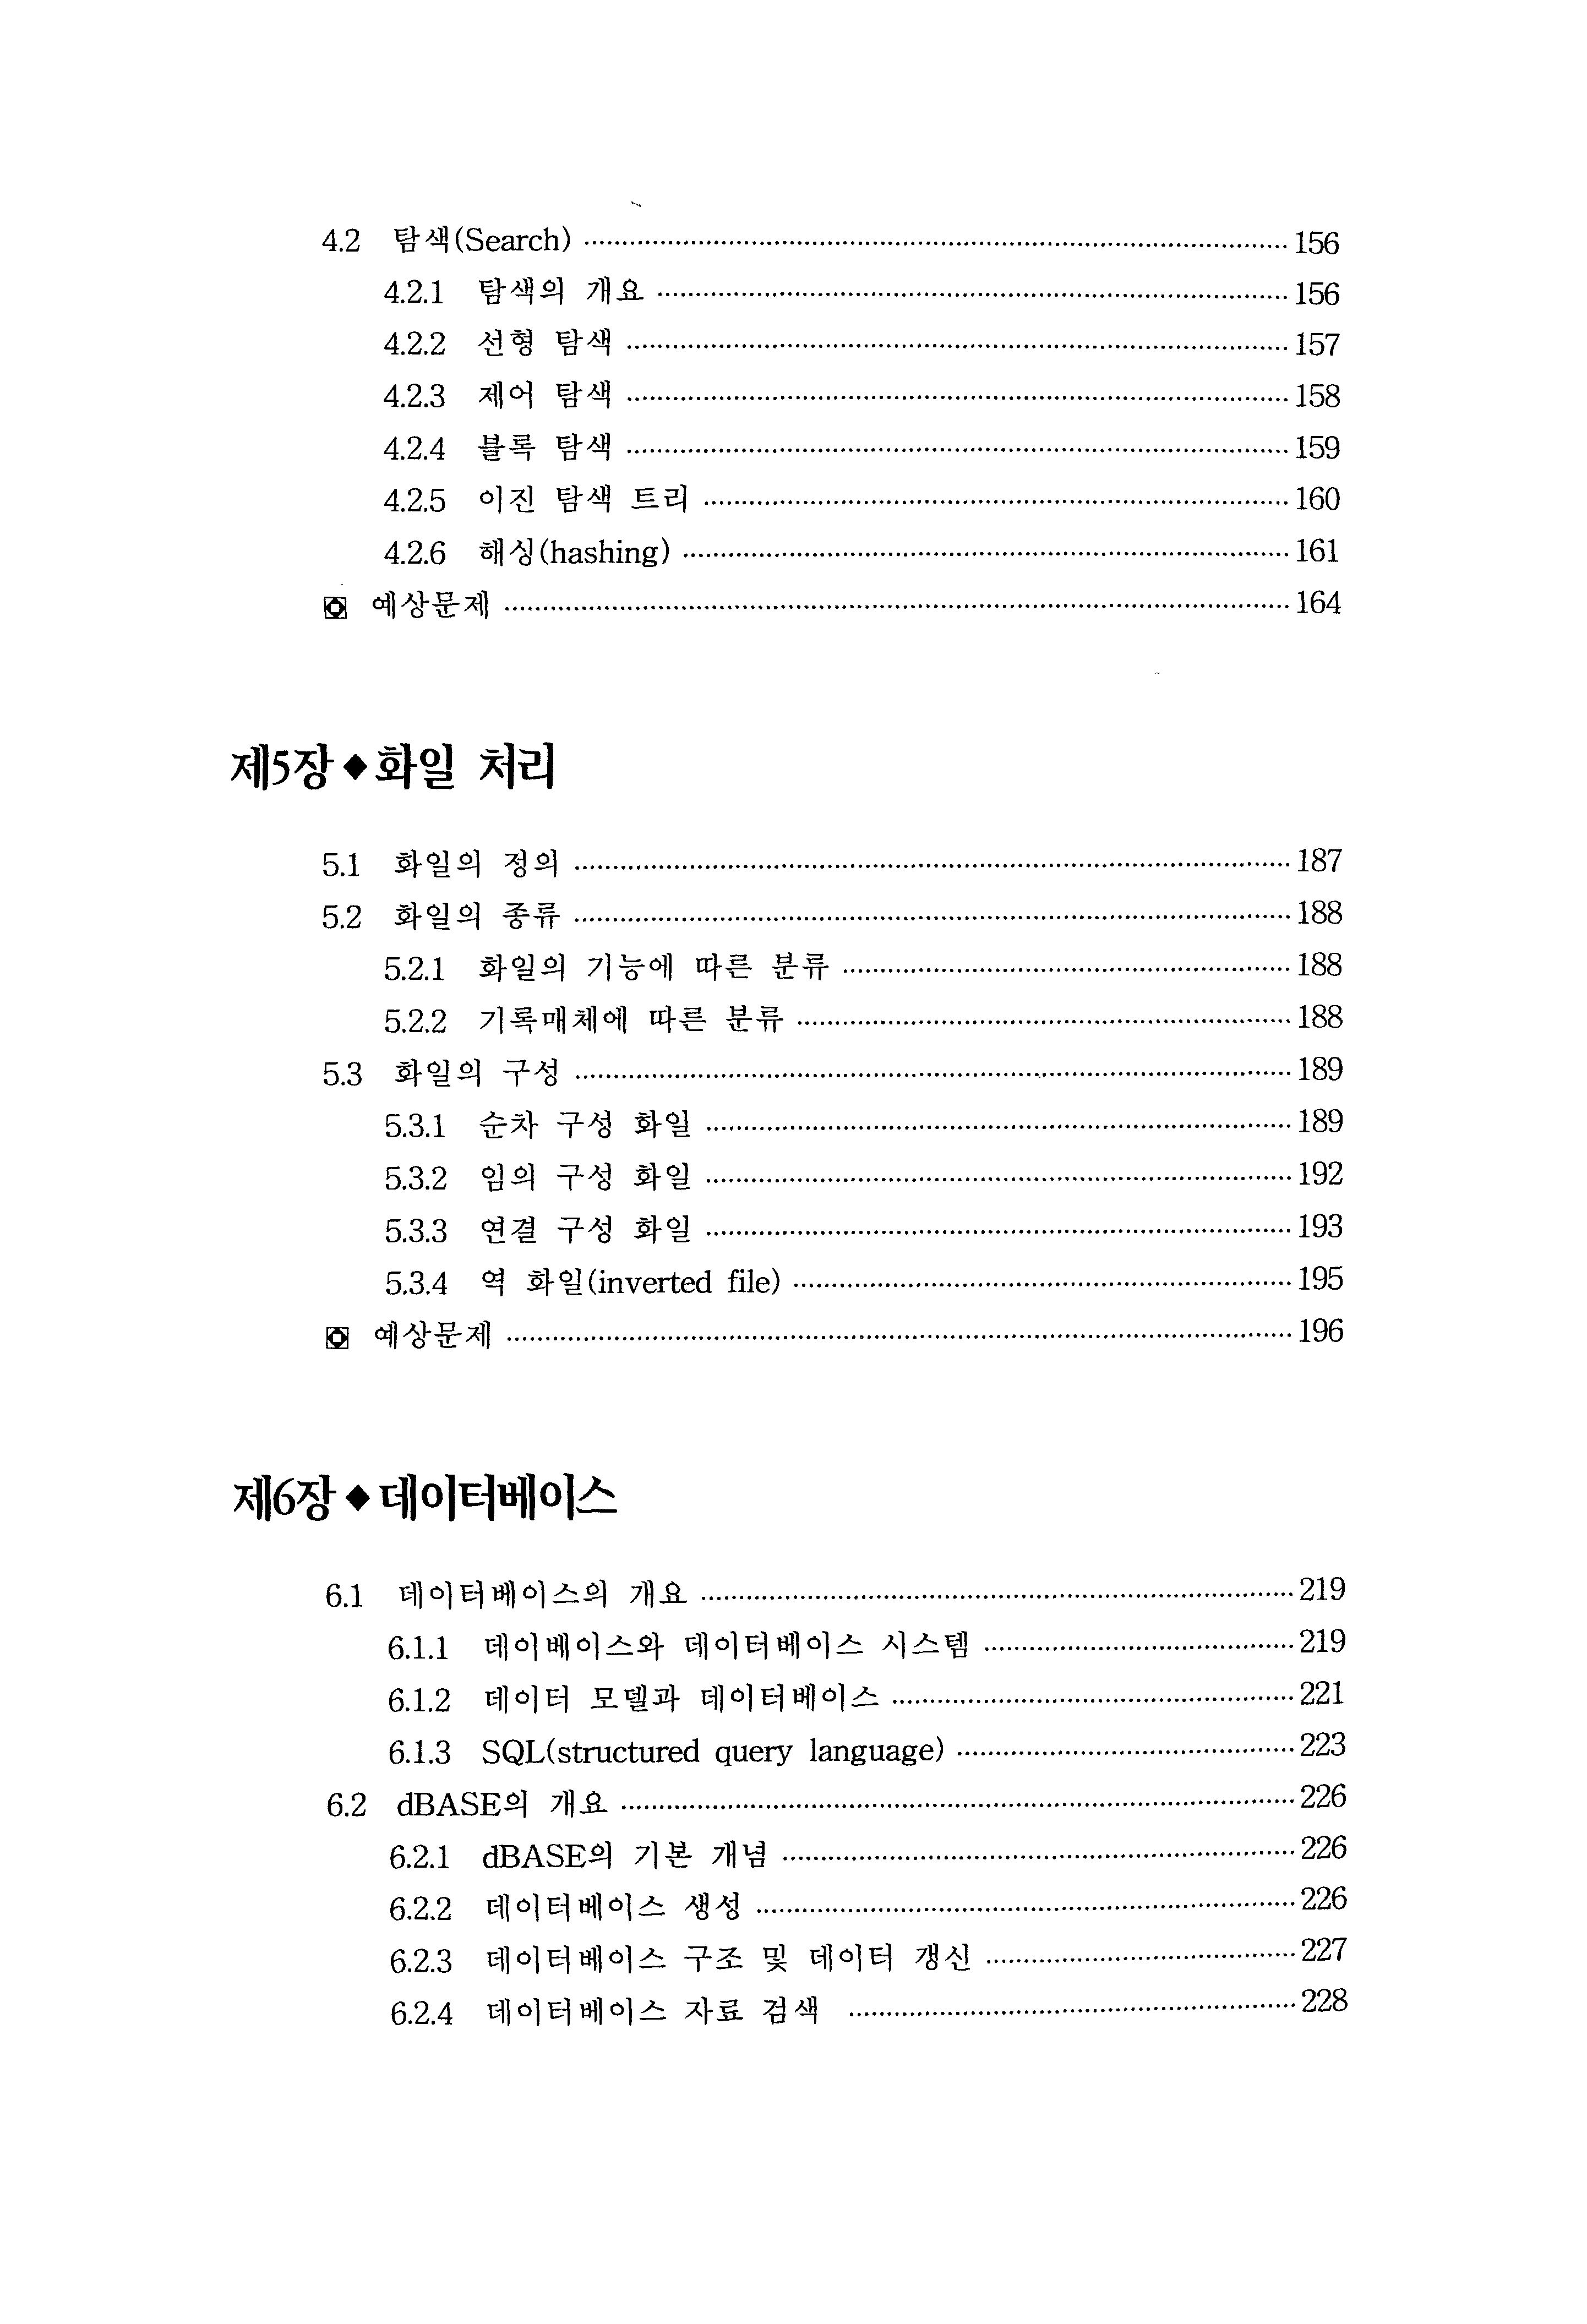 4.2 탐색(Search) 156
4.2.1 탐색의 개요 156
4.2.2 선형 탐색 157
4.2.3 제어 탐색 158
4.2.4 블록 탐색 159
4.2.5 이진 탐색 트리 160
4.2.6 해싱(hashing) 161
예상문제 164
제5장◆화일 처리
5.1 화일의 정의 187
5.2 화일의 종류 188
5.2.1 화일의 기능에 따른 분류 188
5.2.2 기록매체에 따른 분류 188
5.3 화일의 구성 189
5.3.1 순차 구성 화일 189
5.3.2 임의 구성 화일 192
5.3.3 연결 구성 화일 193
5.3.4 역 화일(inverted file) 195
예상문제 196
제6장◆데이터베이스
6.1 데이터베이스의 개요 219
6.1.1 데이베이스와 데이터베이스 시스템 219
6.1.2 데이터 모델과 데이터베이스 221
6.1.3 SQL(structured query language) 223
6.2 dBASE의 개요 226
6.2.1 dBASE의 기본 개념 226
6.2.2 데이터베이스 생성 226
6.2.3 데이터베이스 구조 및 데이터 갱신 227
6.2.4 데이터베이스 자료 검색 228